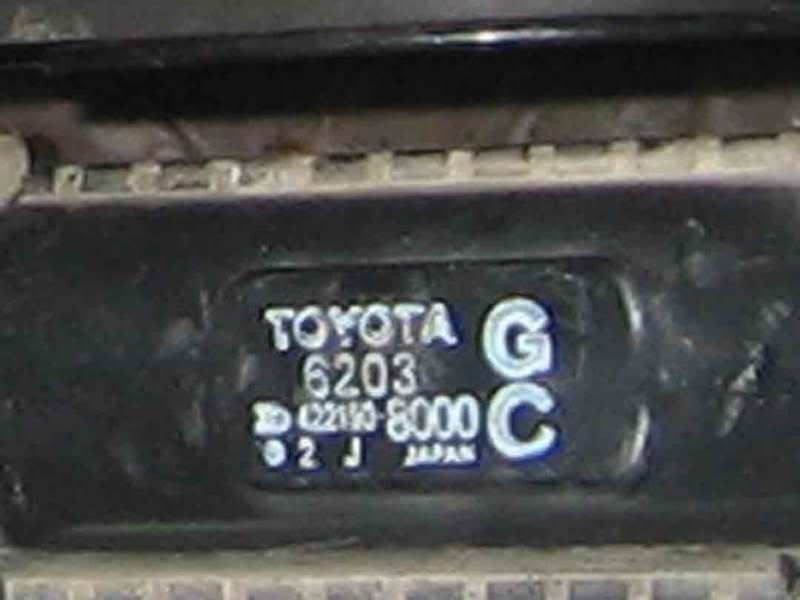 TOYOTA G
6203
422190-8000 C
2 J JAPAN